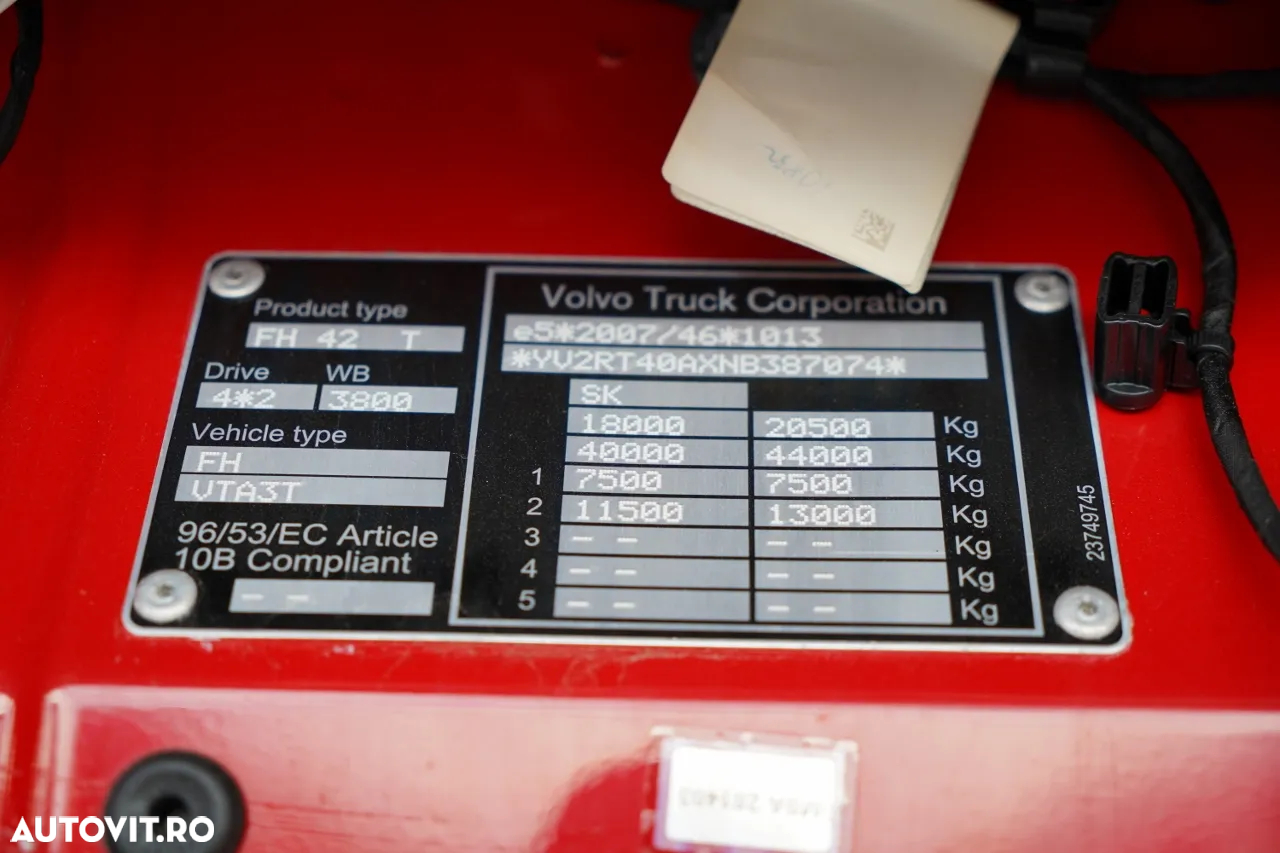 Product type
FH 42 T
Drive WB
4*2 3800
Vehicle type
FH
VTA3T
96/53/EC Article
10B Compliant
- -
Volvo Truck Corporation
e5*2007/46*1013
*YV2RT40AXNB387074*
SK
18000 20500 Kg
40000 44000 Kg
1 7500 7500 Kg
2 11500 13000 Kg
3 - - - - Kg
4 - - - - Kg
5 - - - - Kg
23749745
AUTOVIT.RO